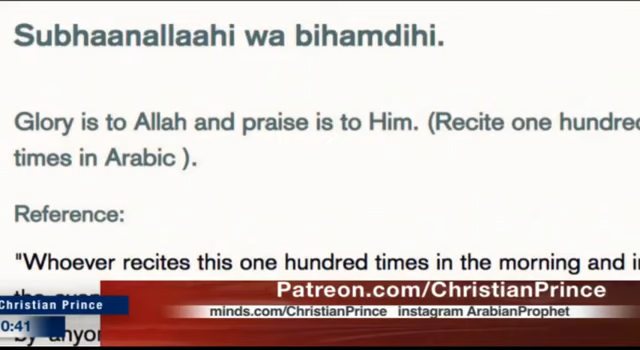 Subhaanallaahi wa bihamdihi.
Glory is to Allah and praise is to Him. (Recite one hundred
times in Arabic ).
Reference:
"Whoever recites this one hundred times in the morning and in
Christian Prince
0:41
Patreon.com/ChristianPrince
minds.com/ChristianPrince instagram ArabianProphet
by anyon